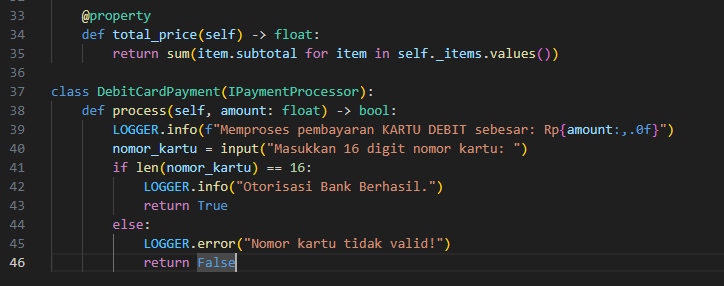 33 @property
34 def total_price(self) -> float:
35 return sum(item.subtotal for item in self._items.values())
36
37 class DebitCardPayment(IPaymentProcessor):
38 def process(self, amount: float) -> bool:
39 LOGGER.info(f"Memproses pembayaran KARTU DEBIT sebesar: Rp{amount:,.0f}")
40 nomor_kartu = input("Masukkan 16 digit nomor kartu: ")
41 if len(nomor_kartu) == 16:
42 LOGGER.info("Otorisasi Bank Berhasil.")
43 return True
44 else:
45 LOGGER.error("Nomor kartu tidak valid!")
46 return False